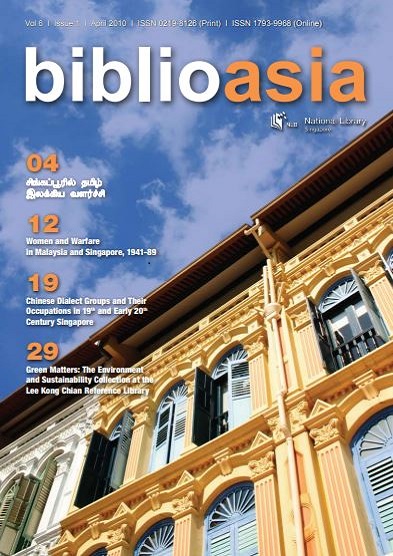 Vol 6 | Issue 1 | April 2010 | ISSN 0219-8126 (Print) | ISSN 1793-9968 (Online)
biblioasia
NLB National Library
Singapore
04
சிங்கப்பூரில் தமிழ்
இலக்கிய வளர்ச்சி
12
Women and Warfare
in Malaysia and Singapore, 1941-89
19
Chinese Dialect Groups and Their
Occupations in 19th and Early 20th
Century Singapore
29
Green Matters: The Environment
and Sustainability Collection at the
Lee Kong Chian Reference Library